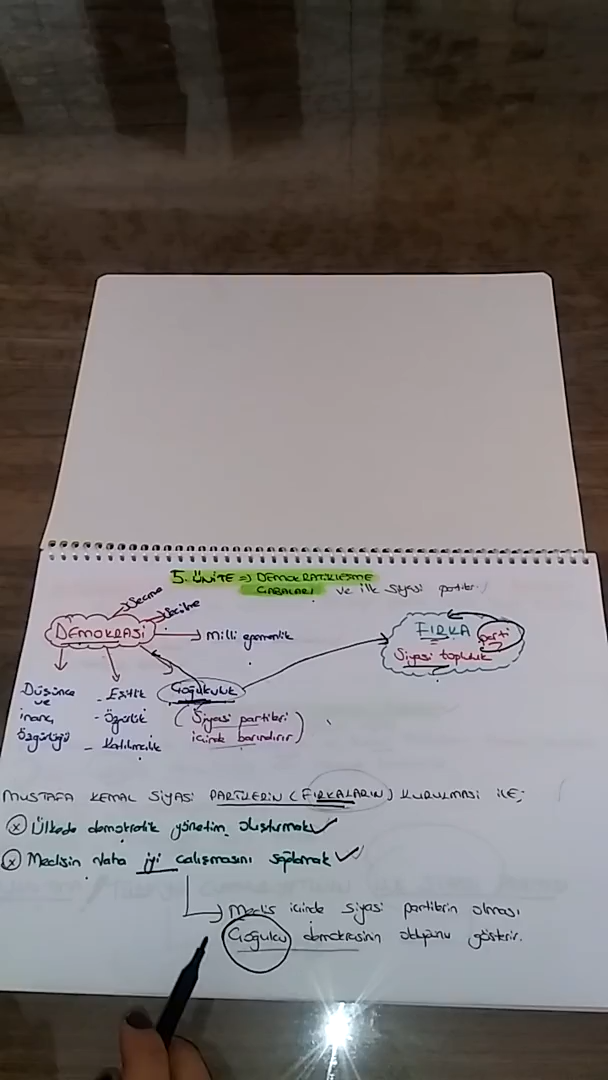 5. ÜNİTE => DEMOKRATİKLEŞME
ÇABALARI ve ilk siyasi partiler
Seçme
Seçilme
DEMOKRASİ
Milli egemenlik
FIRKA
parti
Siyasi topluluk
Düşünce
ve
inanç
Özgürlüğü
- Eşitlik
- Özgürlük
- Katılımcılık
Çoğulculuk
(Siyasi partileri
içinde barındırır)
MUSTAFA KEMAL SİYASİ PARTİLERİN (FIRKALARIN) KURULMASI İLE;
Ülkede demokratik yönetim oluşturmak
Meclisin daha iyi çalışmasını sağlamak
Meclis içinde siyasi partilerin olması
Çoğulcu demokrasinin olduğunu gösterir.